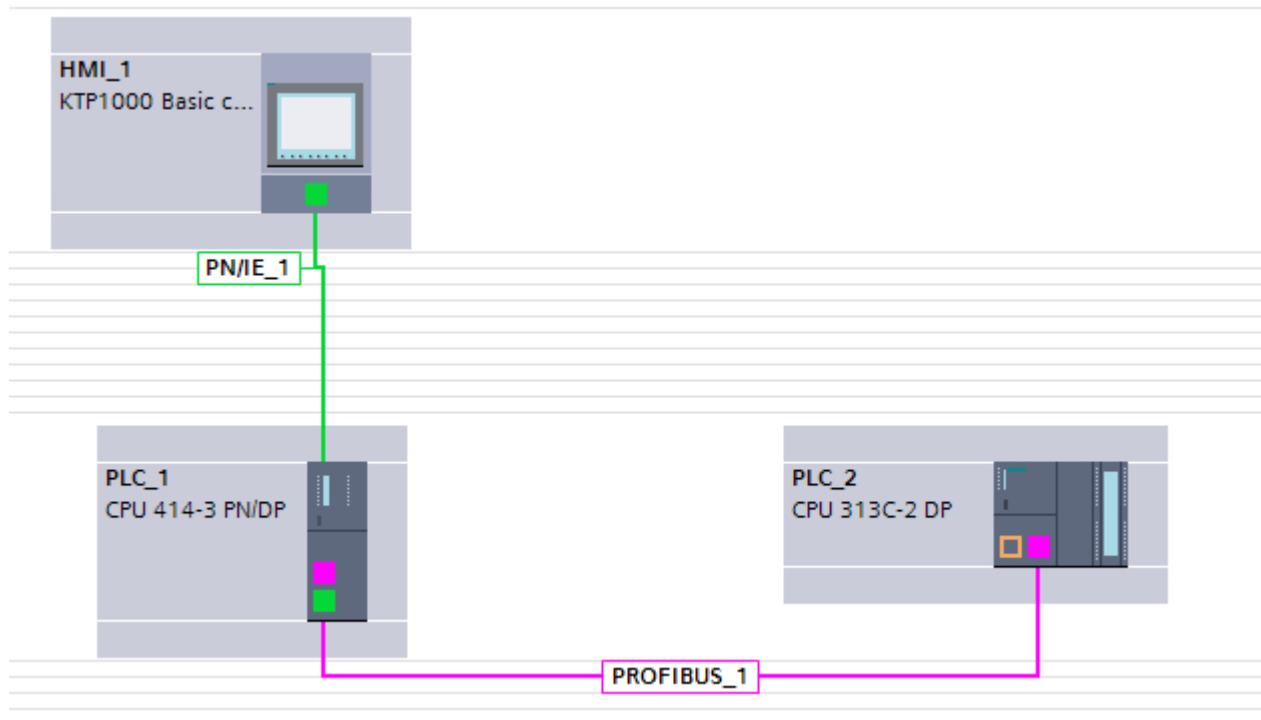 HMI_1
KTP1000 Basic c...
PN/IE_1
PLC_1
CPU 414-3 PN/DP
PLC_2
CPU 313C-2 DP
PROFIBUS_1